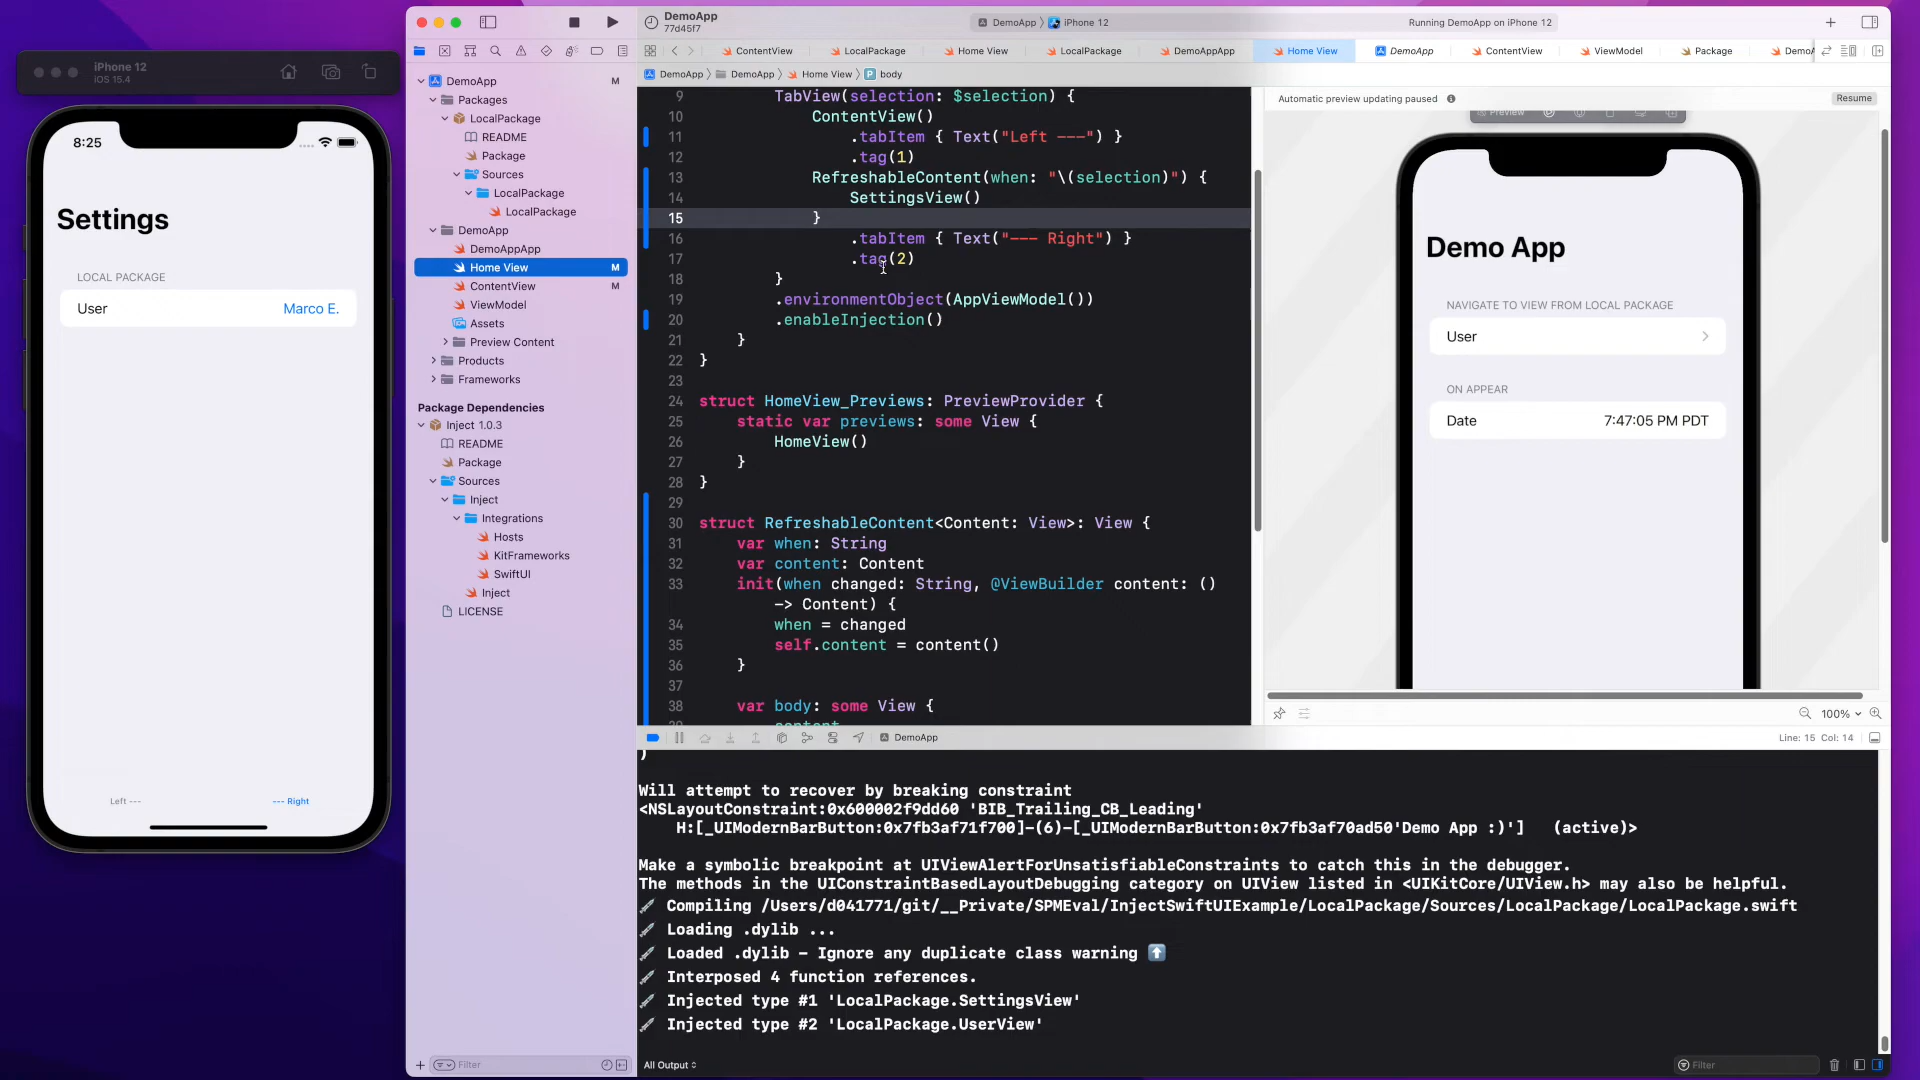 iPhone 12
iOS 15.4
8:25
Settings
LOCAL PACKAGE
User
Marco E.
Left ---
--- Right
DemoApp M
Packages
LocalPackage
README
Package
Sources
LocalPackage
LocalPackage
DemoApp
DemoAppApp
Home View M
ContentView M
ViewModel
Assets
Preview Content
Products
Frameworks
Package Dependencies
Inject 1.0.3
README
Package
Sources
Inject
Integrations
Hosts
KitFrameworks
SwiftUI
Inject
LICENSE
Filter
DemoApp
77d45f7
DemoApp
iPhone 12
Running DemoApp on iPhone 12
ContentView
LocalPackage
Home View
LocalPackage
DemoAppApp
Home View
DemoApp
ContentView
ViewModel
Package
DemoA
DemoApp
DemoApp
Home View
P body
9 TabView(selection: $selection) {
10 ContentView()
11 .tabItem { Text("Left ---") }
12 .tag(1)
13 RefreshableContent(when: "\(selection)") {
14 SettingsView()
15 }
16 .tabItem { Text("--- Right") }
17 .tag(2)
18 }
19 .environmentObject(AppViewModel())
20 .enableInjection()
21 }
22 }
23
24 struct HomeView_Previews: PreviewProvider {
25 static var previews: some View {
26 HomeView()
27 }
28 }
29
30 struct RefreshableContent<Content: View>: View {
31 var when: String
32 var content: Content
33 init(when changed: String, @ViewBuilder content: ()
-> Content) {
34 when = changed
35 self.content = content()
36 }
37
38 var body: some View {
39 content
Automatic preview updating paused
Resume
Preview
Demo App
NAVIGATE TO VIEW FROM LOCAL PACKAGE
User
ON APPEAR
Date
7:47:05 PM PDT
100%
DemoApp
Line: 15 Col: 14
)
Will attempt to recover by breaking constraint
<NSLayoutConstraint:0x600002f9dd60 'BIB_Trailing_CB_Leading'
H:[_UIModernBarButton:0x7fb3af71f700]-(6)-[_UIModernBarButton:0x7fb3af70ad50'Demo App :)'] (active)>
Make a symbolic breakpoint at UIViewAlertForUnsatisfiableConstraints to catch this in the debugger.
The methods in the UIConstraintBasedLayoutDebugging category on UIView listed in <UIKitCore/UIView.h> may also be helpful.
Compiling /Users/d041771/git/__Private/SPMEval/InjectSwiftUIExample/LocalPackage/Sources/LocalPackage/LocalPackage.swift
Loading .dylib ...
Loaded .dylib - Ignore any duplicate class warning ⬆️
Interposed 4 function references.
Injected type #1 'LocalPackage.SettingsView'
Injected type #2 'LocalPackage.UserView'
All Output
Filter